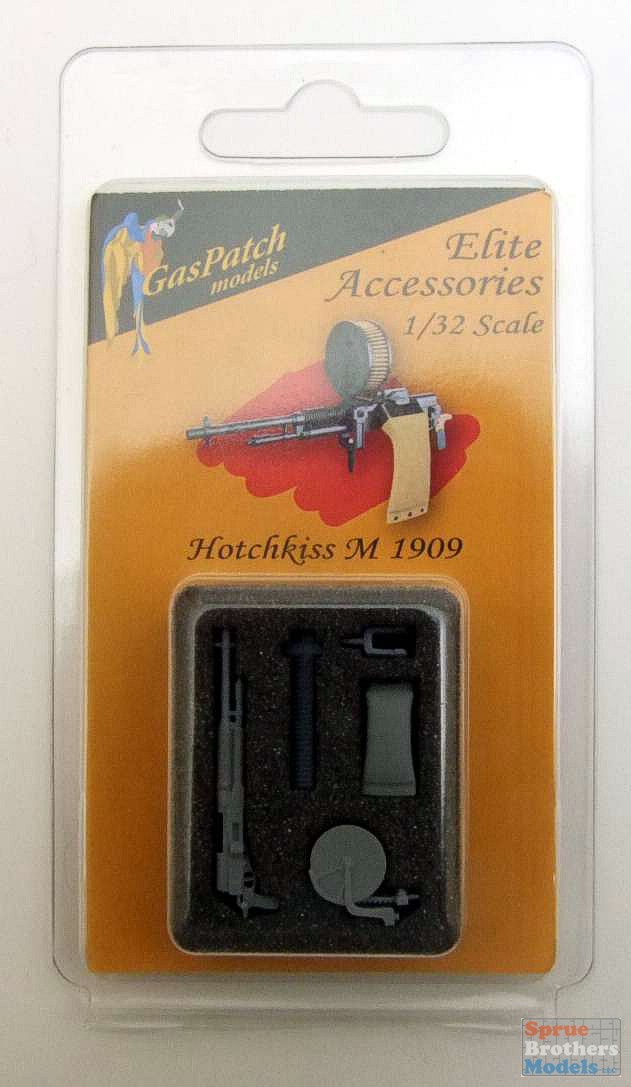 GasPatch
models
Elite
Accessories
1/32 Scale
Hotchkiss M 1909
Sprue
Brothers
Models LLC